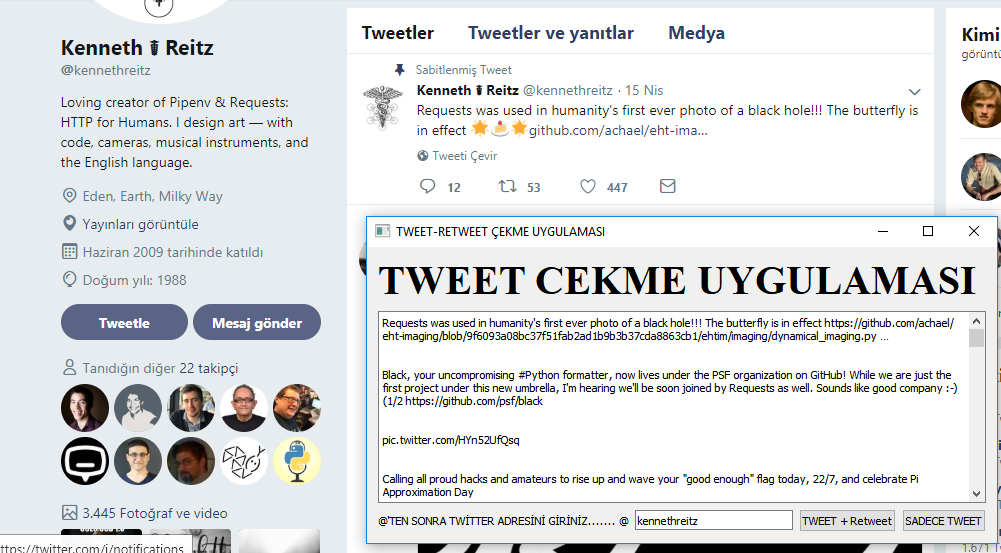 Kenneth Reitz
@kennethreitz
Loving creator of Pipenv & Requests:
HTTP for Humans. I design art — with
code, cameras, musical instruments, and
the English language.
Eden, Earth, Milky Way
Yayınları görüntüle
Haziran 2009 tarihinde katıldı
Doğum yılı: 1988
Tweetle
Mesaj gönder
Tanıdığın diğer 22 takipçi
3.445 Fotoğraf ve video
ttps://twitter.com/i/notifications
Tweetler
Tweetler ve yanıtlar
Medya
Sabitlenmiş Tweet
Kenneth Reitz @kennethreitz · 15 Nis
Requests was used in humanity's first ever photo of a black hole!!! The butterfly is
in effect 🌟🍰🌟github.com/achael/eht-ima…
Tweeti Çevir
12 53 447
Kimi
görüntü
TWEET-RETWEET ÇEKME UYGULAMASI
TWEET CEKME UYGULAMASI
Requests was used in humanity's first ever photo of a black hole!!! The butterfly is in effect https://github.com/achael/
eht-imaging/blob/9f6093a08bc37f51fab2ad1b9b3b37cda8863cb1/ehtim/imaging/dynamical_imaging.py …
Black, your uncompromising #Python formatter, now lives under the PSF organization on GitHub! While we are just the
first project under this new umbrella, I'm hearing we'll be soon joined by Requests as well. Sounds like good company :-)
(1/2 https://github.com/psf/black
pic.twitter.com/HYn52UfQsq
Calling all proud hacks and amateurs to rise up and wave your "good enough" flag today, 22/7, and celebrate Pi
Approximation Day
@'TEN SONRA TWİTTER ADRESİNİ GİRİNİZ....... @
kennethreitz
TWEET + Retweet
SADECE TWEET